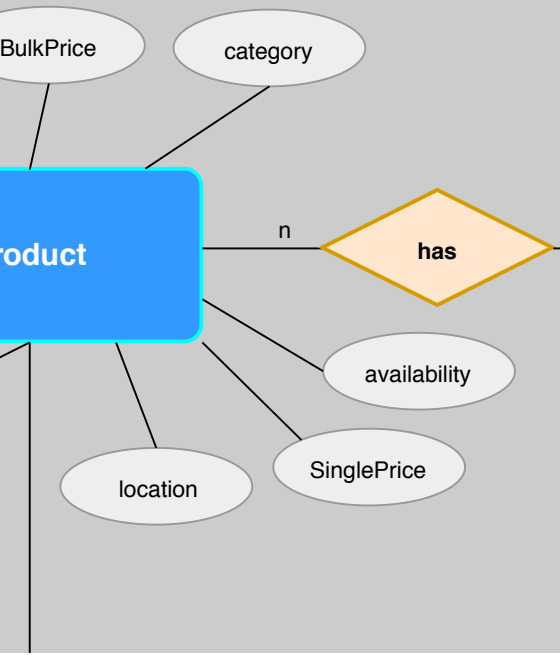 BulkPrice
category
n
roduct
has
availability
SinglePrice
location